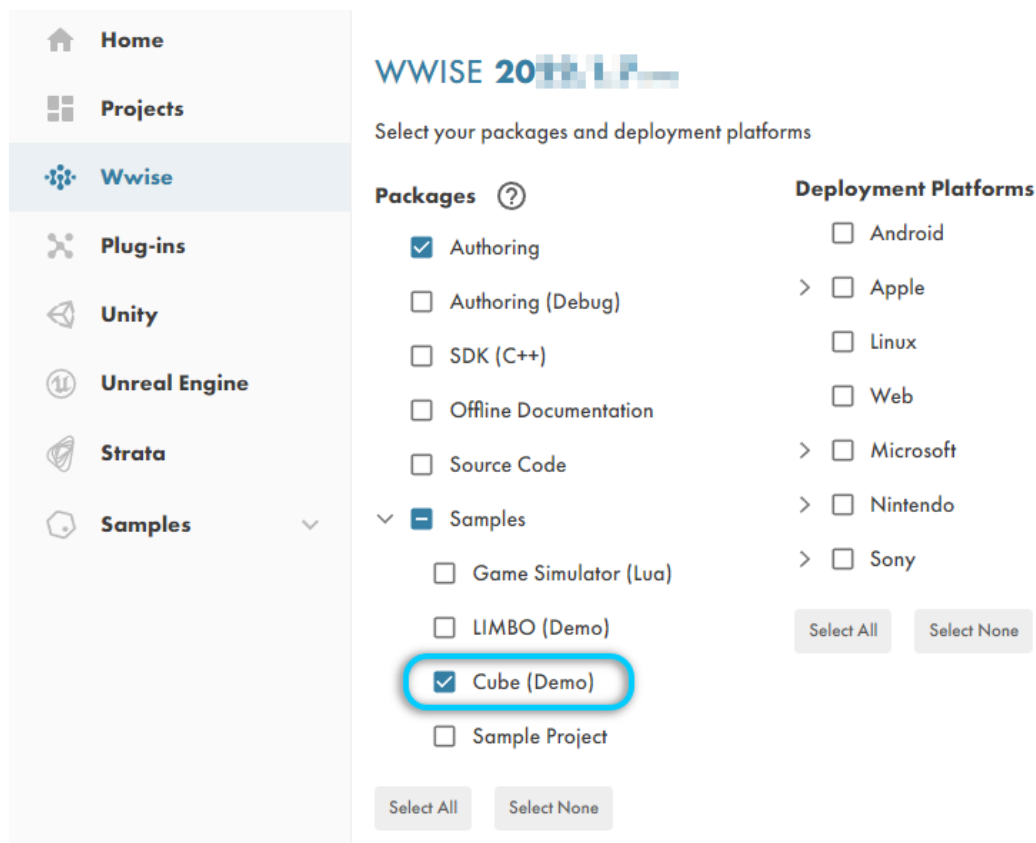 Home
Projects
Wwise
Plug-ins
Unity
Unreal Engine
Strata
Samples
WWISE 20
Select your packages and deployment platforms
Packages
Authoring
Authoring (Debug)
SDK (C++)
Offline Documentation
Source Code
Samples
Game Simulator (Lua)
LIMBO (Demo)
Cube (Demo)
Sample Project
Select All Select None
Deployment Platforms
Android
Apple
Linux
Web
Microsoft
Nintendo
Sony
Select All Select None